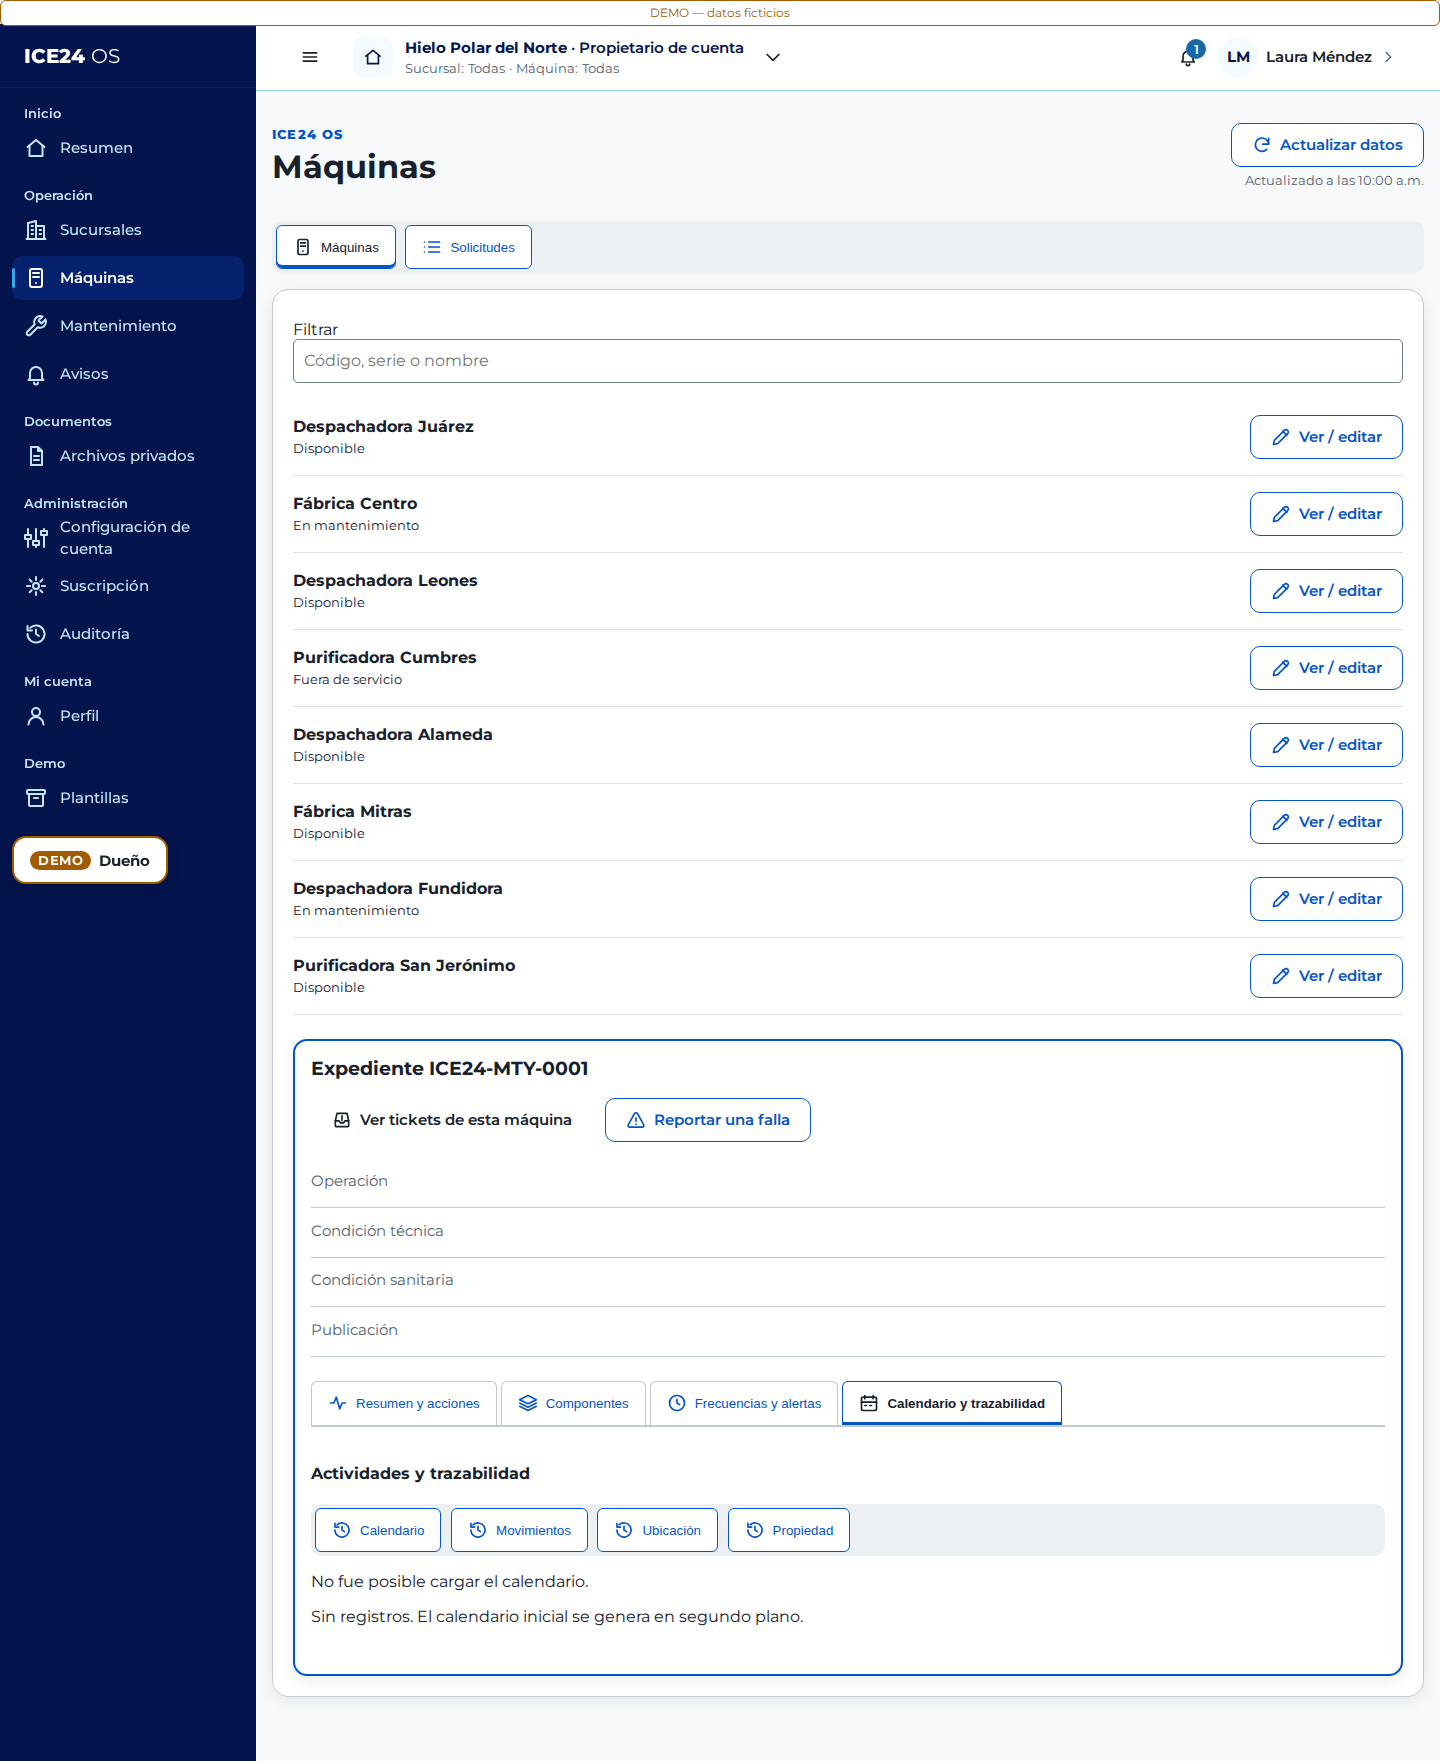 DEMO — datos ficticios
ICE24 OS
Hielo Polar del Norte · Propietario de cuenta
Sucursal: Todas · Máquina: Todas
1
LM
Laura Méndez
Inicio
Resumen
Operación
Sucursales
Máquinas
Mantenimiento
Avisos
Documentos
Archivos privados
Administración
Configuración de
cuenta
Suscripción
Auditoría
Mi cuenta
Perfil
Demo
Plantillas
DEMO Dueño
ICE24 OS
Máquinas
Actualizar datos
Actualizado a las 10:00 a.m.
Máquinas
Solicitudes
Filtrar
Código, serie o nombre
Despachadora Juárez
Disponible
Ver / editar
Fábrica Centro
En mantenimiento
Ver / editar
Despachadora Leones
Disponible
Ver / editar
Purificadora Cumbres
Fuera de servicio
Ver / editar
Despachadora Alameda
Disponible
Ver / editar
Fábrica Mitras
Disponible
Ver / editar
Despachadora Fundidora
En mantenimiento
Ver / editar
Purificadora San Jerónimo
Disponible
Ver / editar
Expediente ICE24-MTY-0001
Ver tickets de esta máquina
Reportar una falla
Operación
Condición técnica
Condición sanitaria
Publicación
Resumen y acciones
Componentes
Frecuencias y alertas
Calendario y trazabilidad
Actividades y trazabilidad
Calendario
Movimientos
Ubicación
Propiedad
No fue posible cargar el calendario.
Sin registros. El calendario inicial se genera en segundo plano.